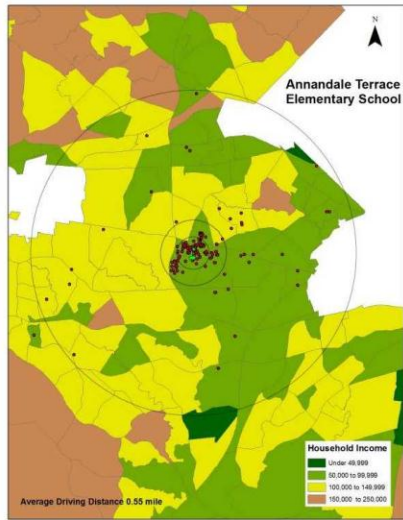 N
Annandale Terrace
Elementary School
Household Income
Under 49,999
50,000 to 99,999
100,000 to 149,999
150,000 to 250,000
Average Driving Distance 0.55 mile